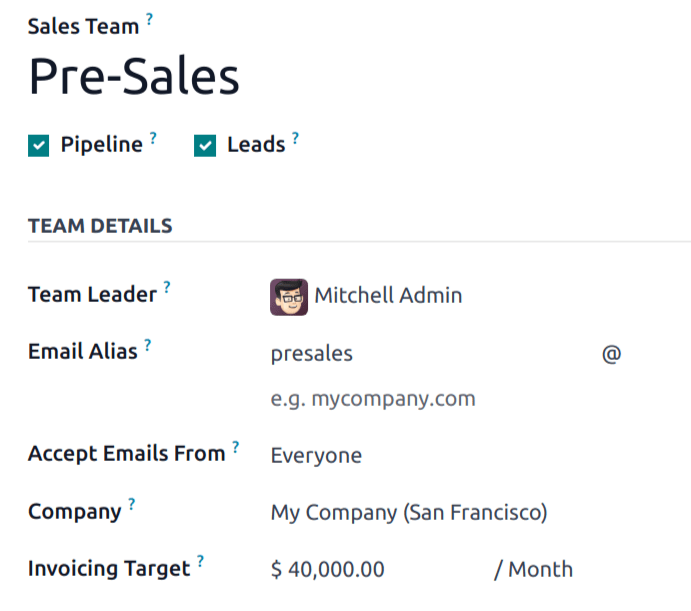 Sales Team ?
Pre-Sales
Pipeline ? Leads ?
TEAM DETAILS
Team Leader ? Mitchell Admin
Email Alias ? presales @
e.g. mycompany.com
Accept Emails From ? Everyone
Company ? My Company (San Francisco)
Invoicing Target ? $ 40,000.00 / Month